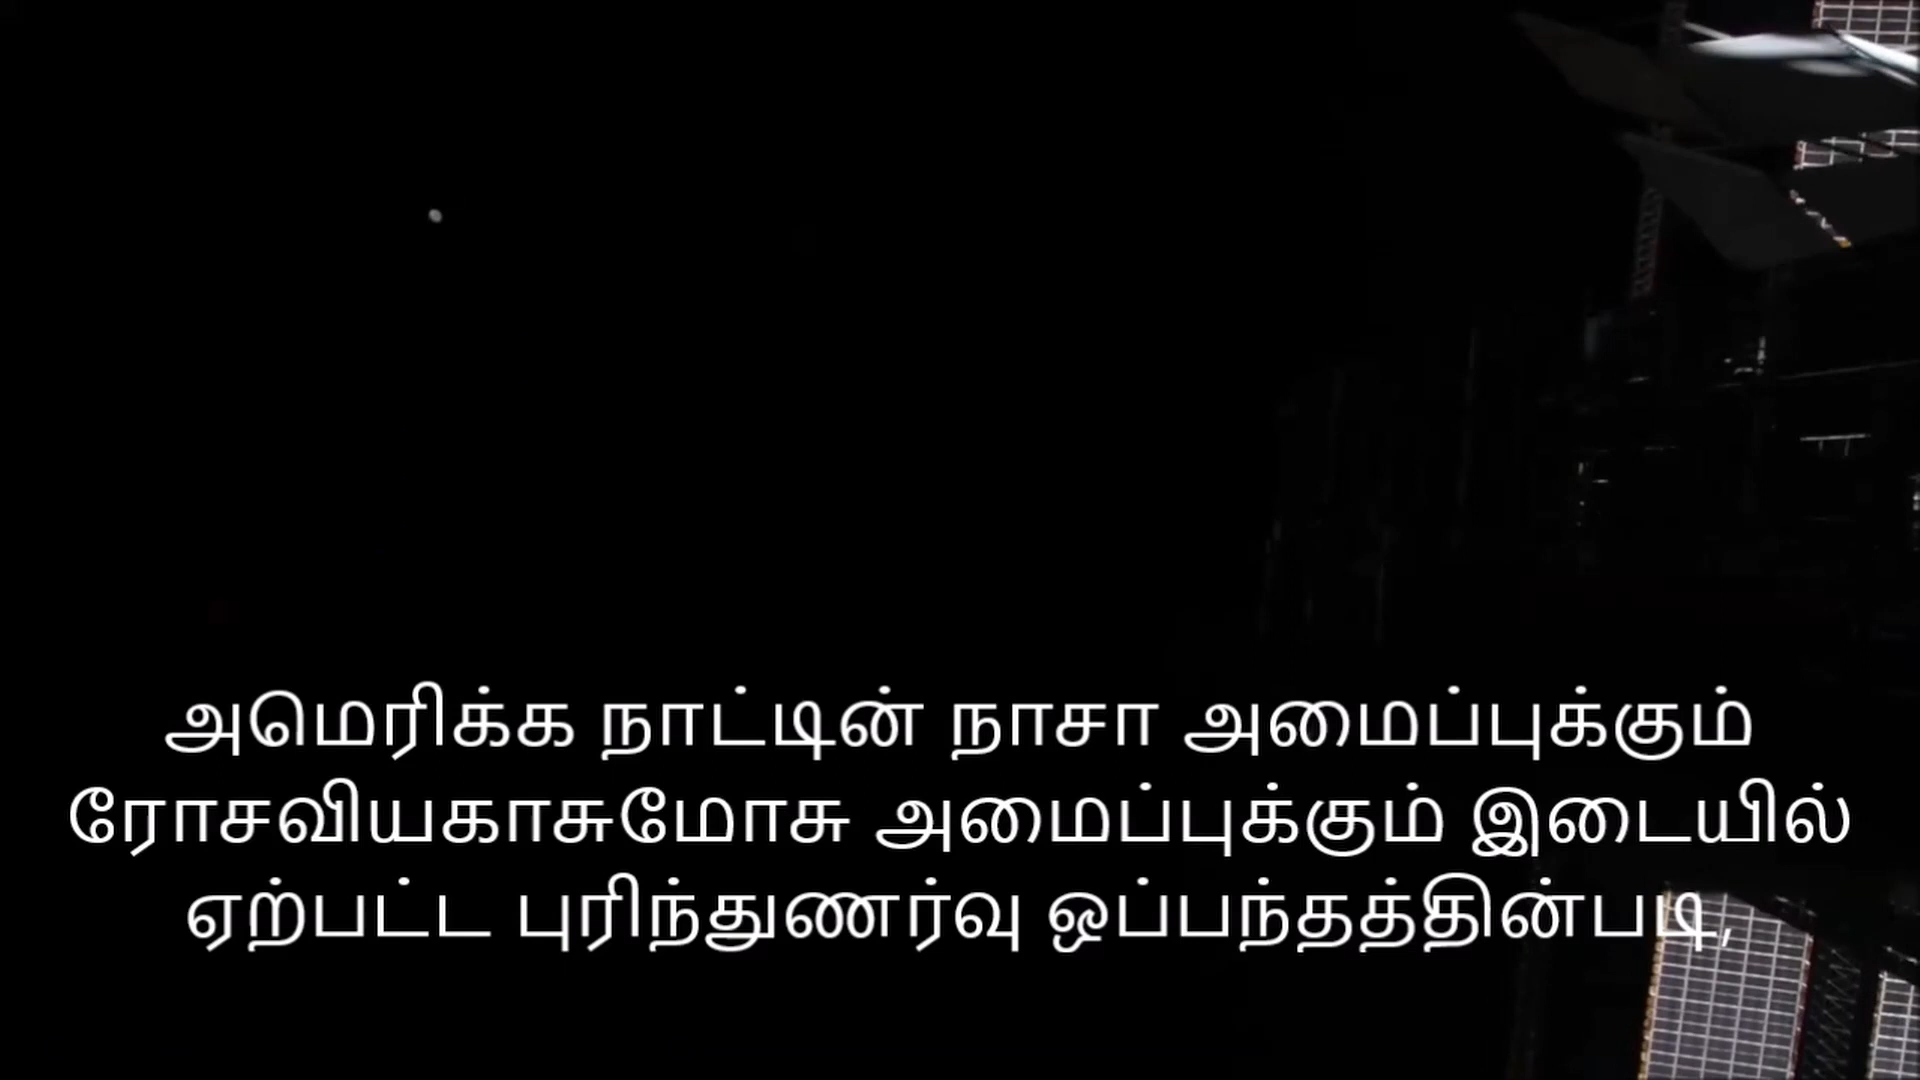 அமெரிக்க நாட்டின் நாசா அமைப்புக்கும்
ரோசவியகாசுமோசு அமைப்புக்கும் இடையில்
ஏற்பட்ட புரிந்துணர்வு ஒப்பந்தத்தின்படி,